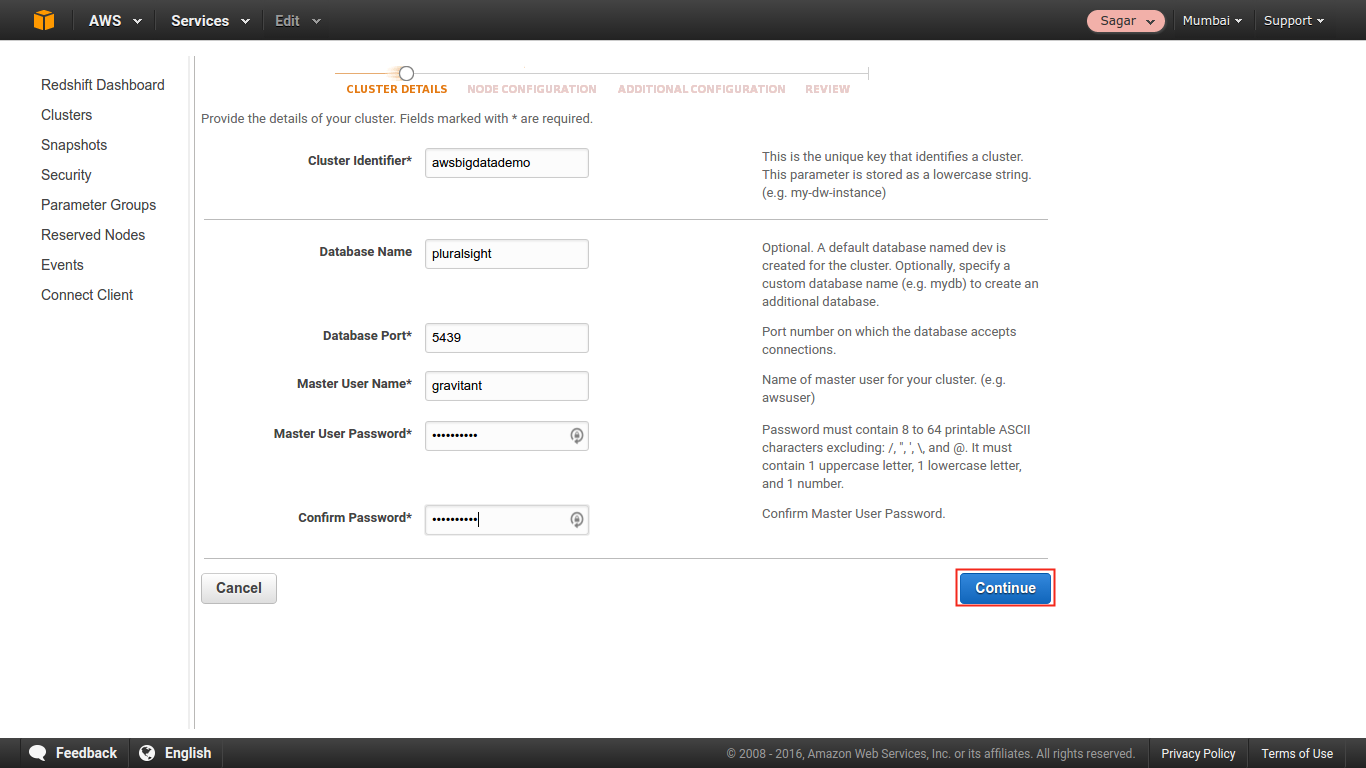 AWS Services Edit Sagar Mumbai Support
Redshift Dashboard
Clusters
Snapshots
Security
Parameter Groups
Reserved Nodes
Events
Connect Client
CLUSTER DETAILS NODE CONFIGURATION ADDITIONAL CONFIGURATION REVIEW
Provide the details of your cluster. Fields marked with * are required.
Cluster Identifier* awsbigdatademo
This is the unique key that identifies a cluster.
This parameter is stored as a lowercase string.
(e.g. my-dw-instance)
Database Name pluralsight
Optional. A default database named dev is
created for the cluster. Optionally, specify a
custom database name (e.g. mydb) to create an
additional database.
Database Port* 5439
Port number on which the database accepts
connections.
Master User Name* gravitant
Name of master user for your cluster. (e.g.
awsuser)
Master User Password* ••••••••••
Password must contain 8 to 64 printable ASCII
characters excluding: /, ", ', \, and @. It must
contain 1 uppercase letter, 1 lowercase letter,
and 1 number.
Confirm Password* ••••••••••
Confirm Master User Password.
Cancel Continue
Feedback English © 2008 - 2016, Amazon Web Services, Inc. or its affiliates. All rights reserved. Privacy Policy Terms of Use